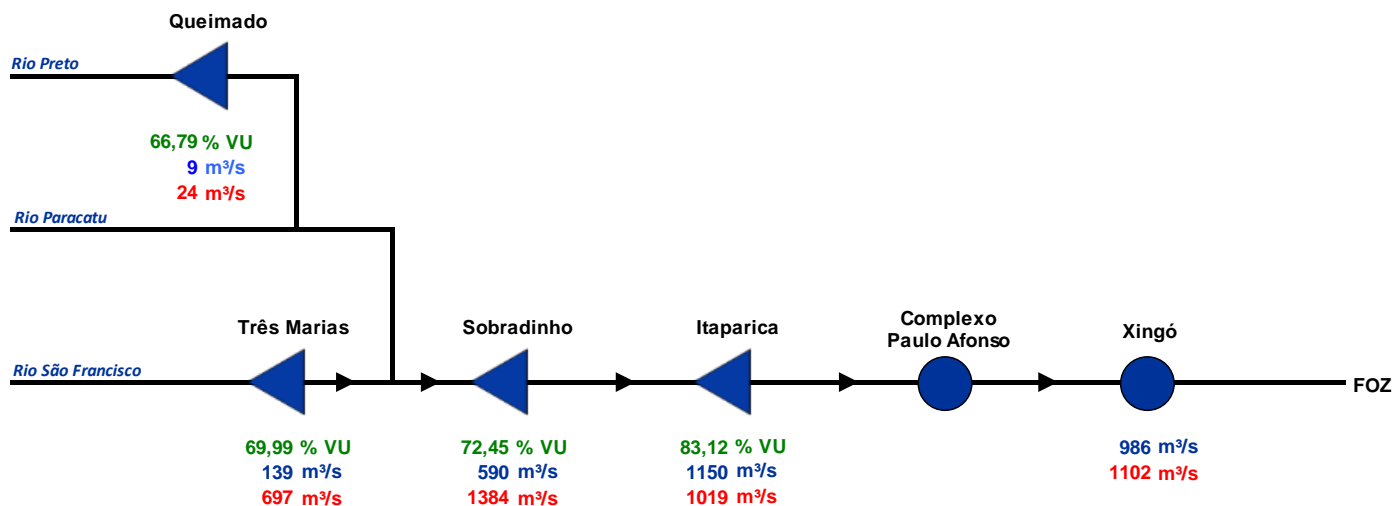 Queimado
Rio Preto
66,79 % VU
9 m³/s
24 m³/s
Rio Paracatu
Três Marias
Sobradinho
Itaparica
Complexo
Paulo Afonso
Xingó
Rio São Francisco
FOZ
69,99 % VU
139 m³/s
697 m³/s
72,45 % VU
590 m³/s
1384 m³/s
83,12 % VU
1150 m³/s
1019 m³/s
986 m³/s
1102 m³/s